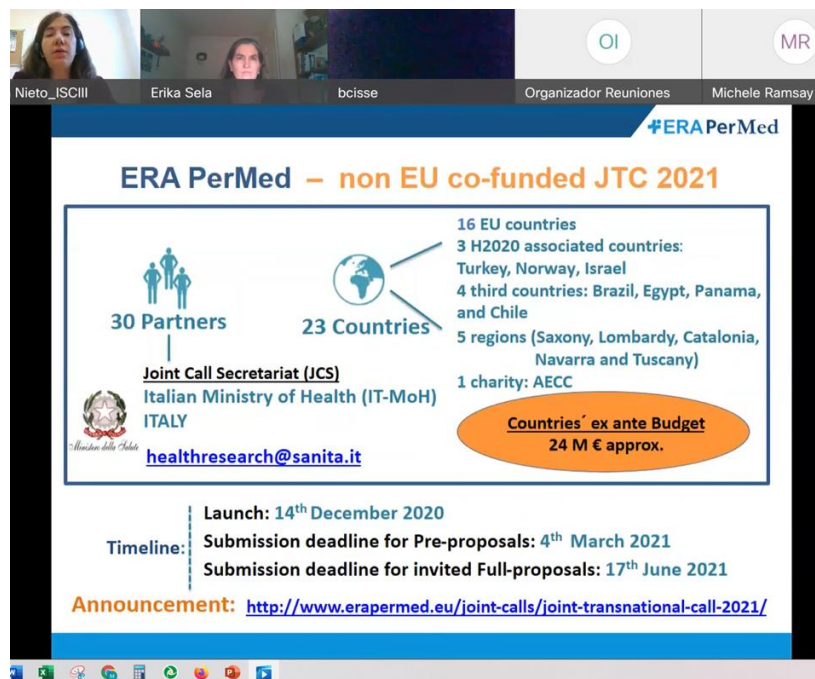 OI
MR
Nieto_ISCIII
Erika Sela
bcisse
Organizador Reuniones
Michele Ramsay
ERA PerMed
ERA PerMed – non EU co-funded JTC 2021
30 Partners
23 Countries
16 EU countries
3 H2020 associated countries:
Turkey, Norway, Israel
4 third countries: Brazil, Egypt, Panama,
and Chile
5 regions (Saxony, Lombardy, Catalonia,
Navarra and Tuscany)
1 charity: AECC
Joint Call Secretariat (JCS)
Italian Ministry of Health (IT-MoH)
ITALY
Ministero della Salute
healthresearch@sanita.it
Countries´ ex ante Budget
24 M € approx.
Timeline:
Launch: 14th December 2020
Submission deadline for Pre-proposals: 4th March 2021
Submission deadline for invited Full-proposals: 17th June 2021
Announcement: http://www.erapermed.eu/joint-calls/joint-transnational-call-2021/